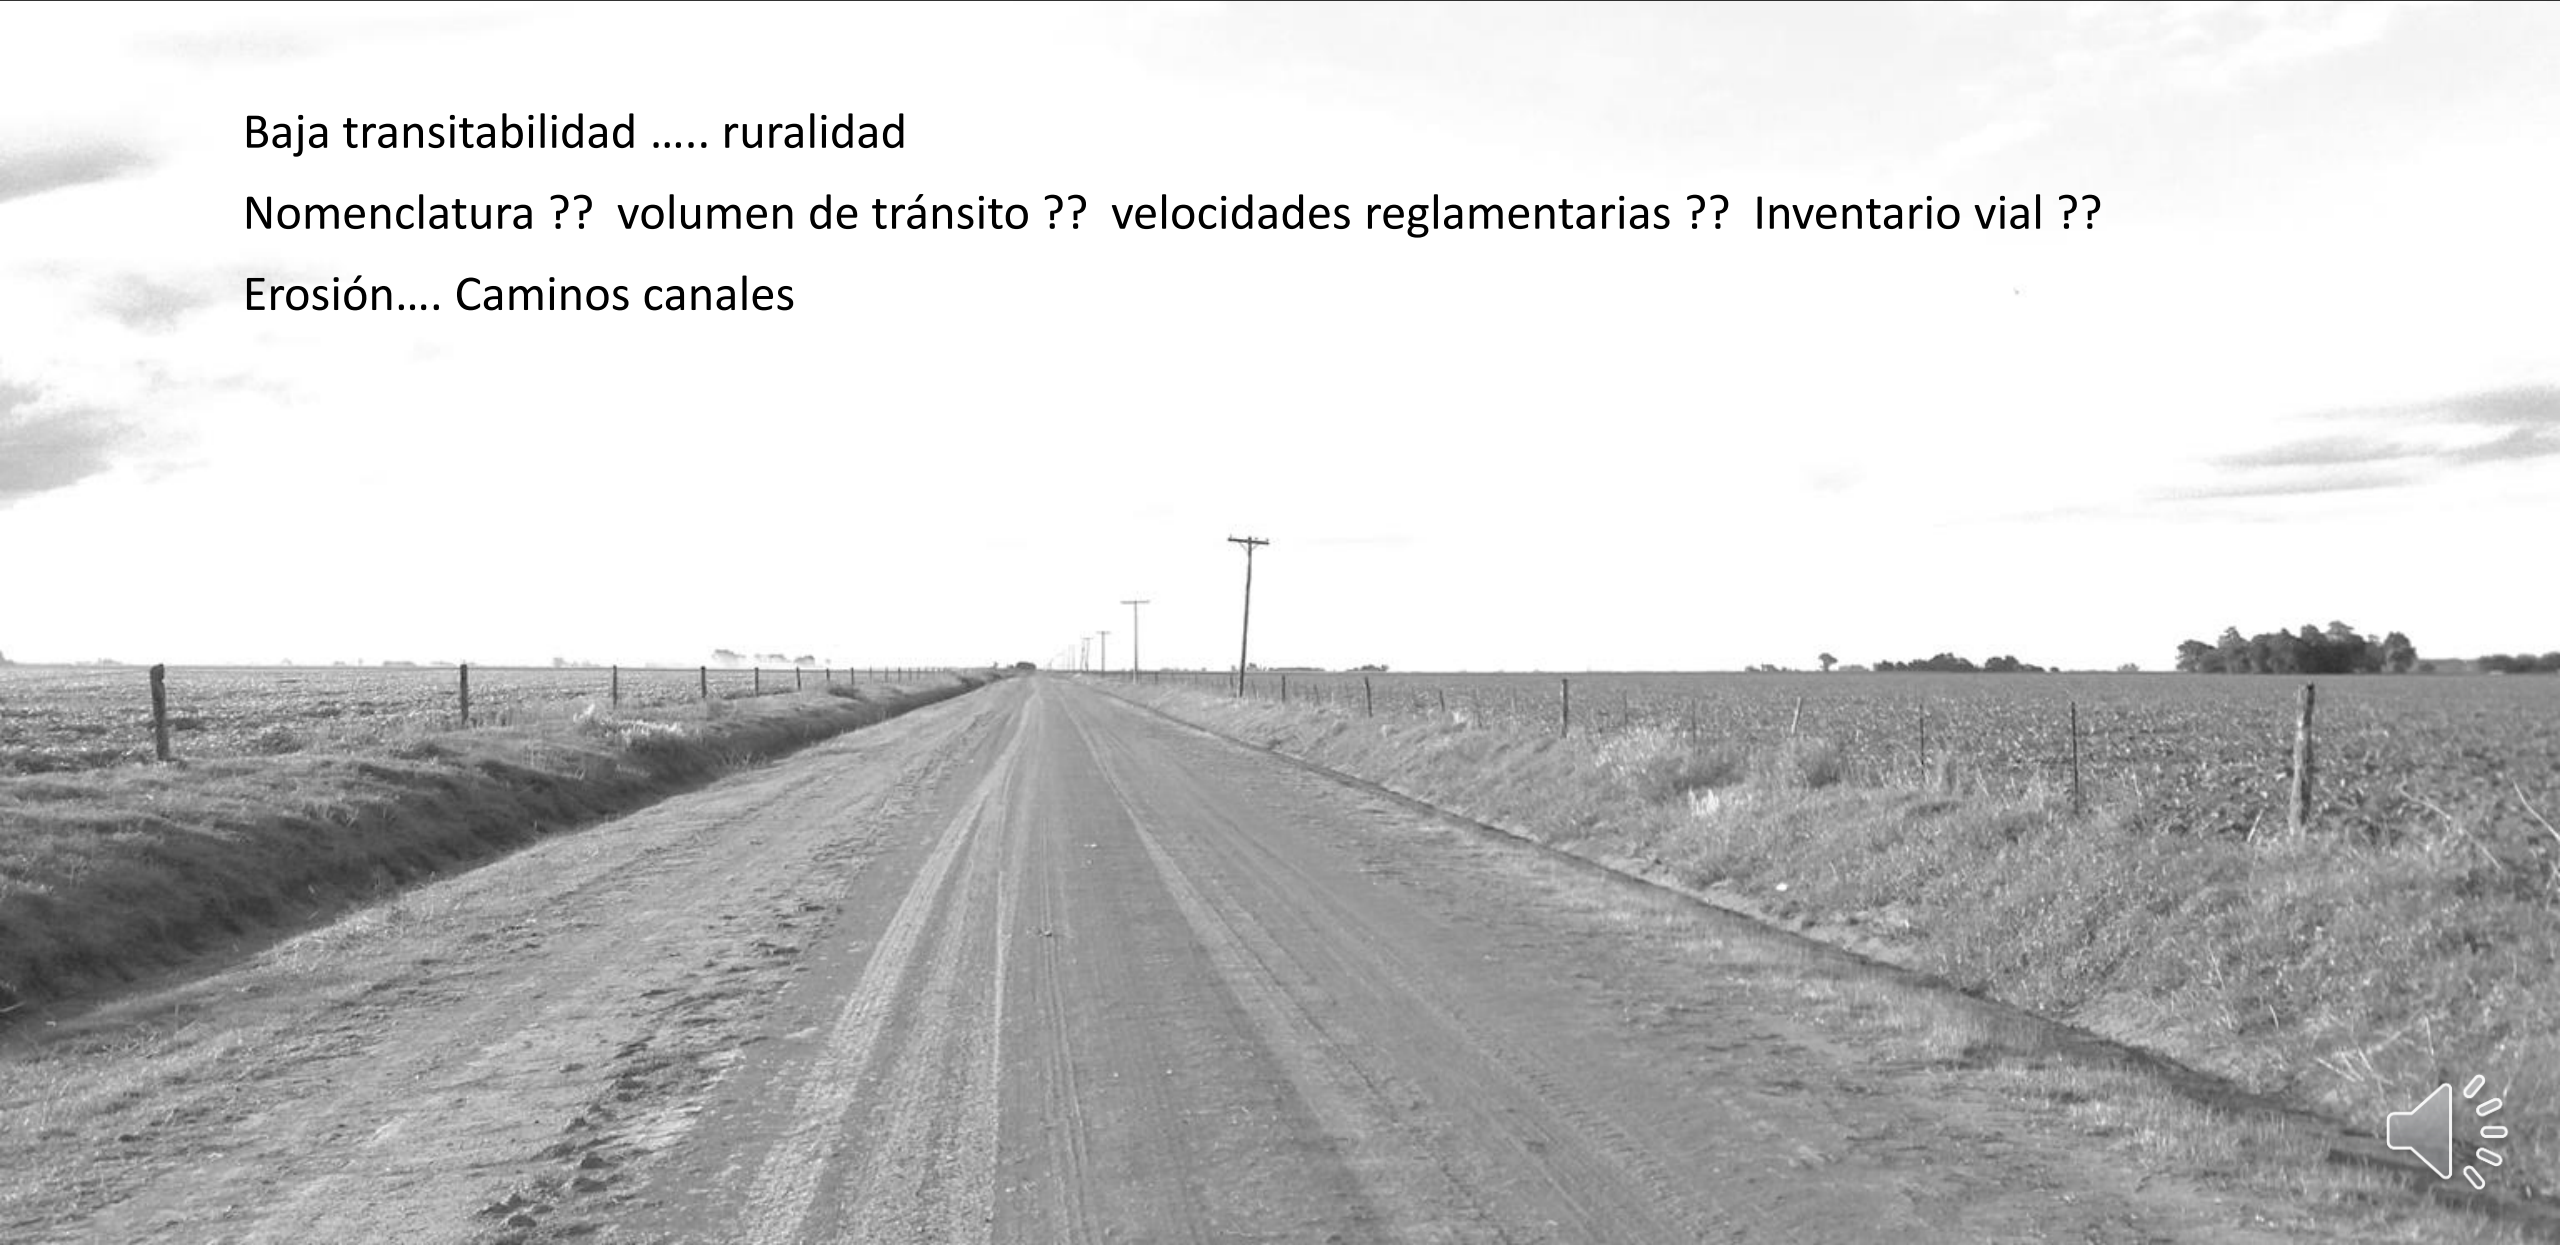 Baja transitabilidad ..... ruralidad
Nomenclatura ??  volumen de tránsito ??  velocidades reglamentarias ??  Inventario vial ??
Erosión.... Caminos canales